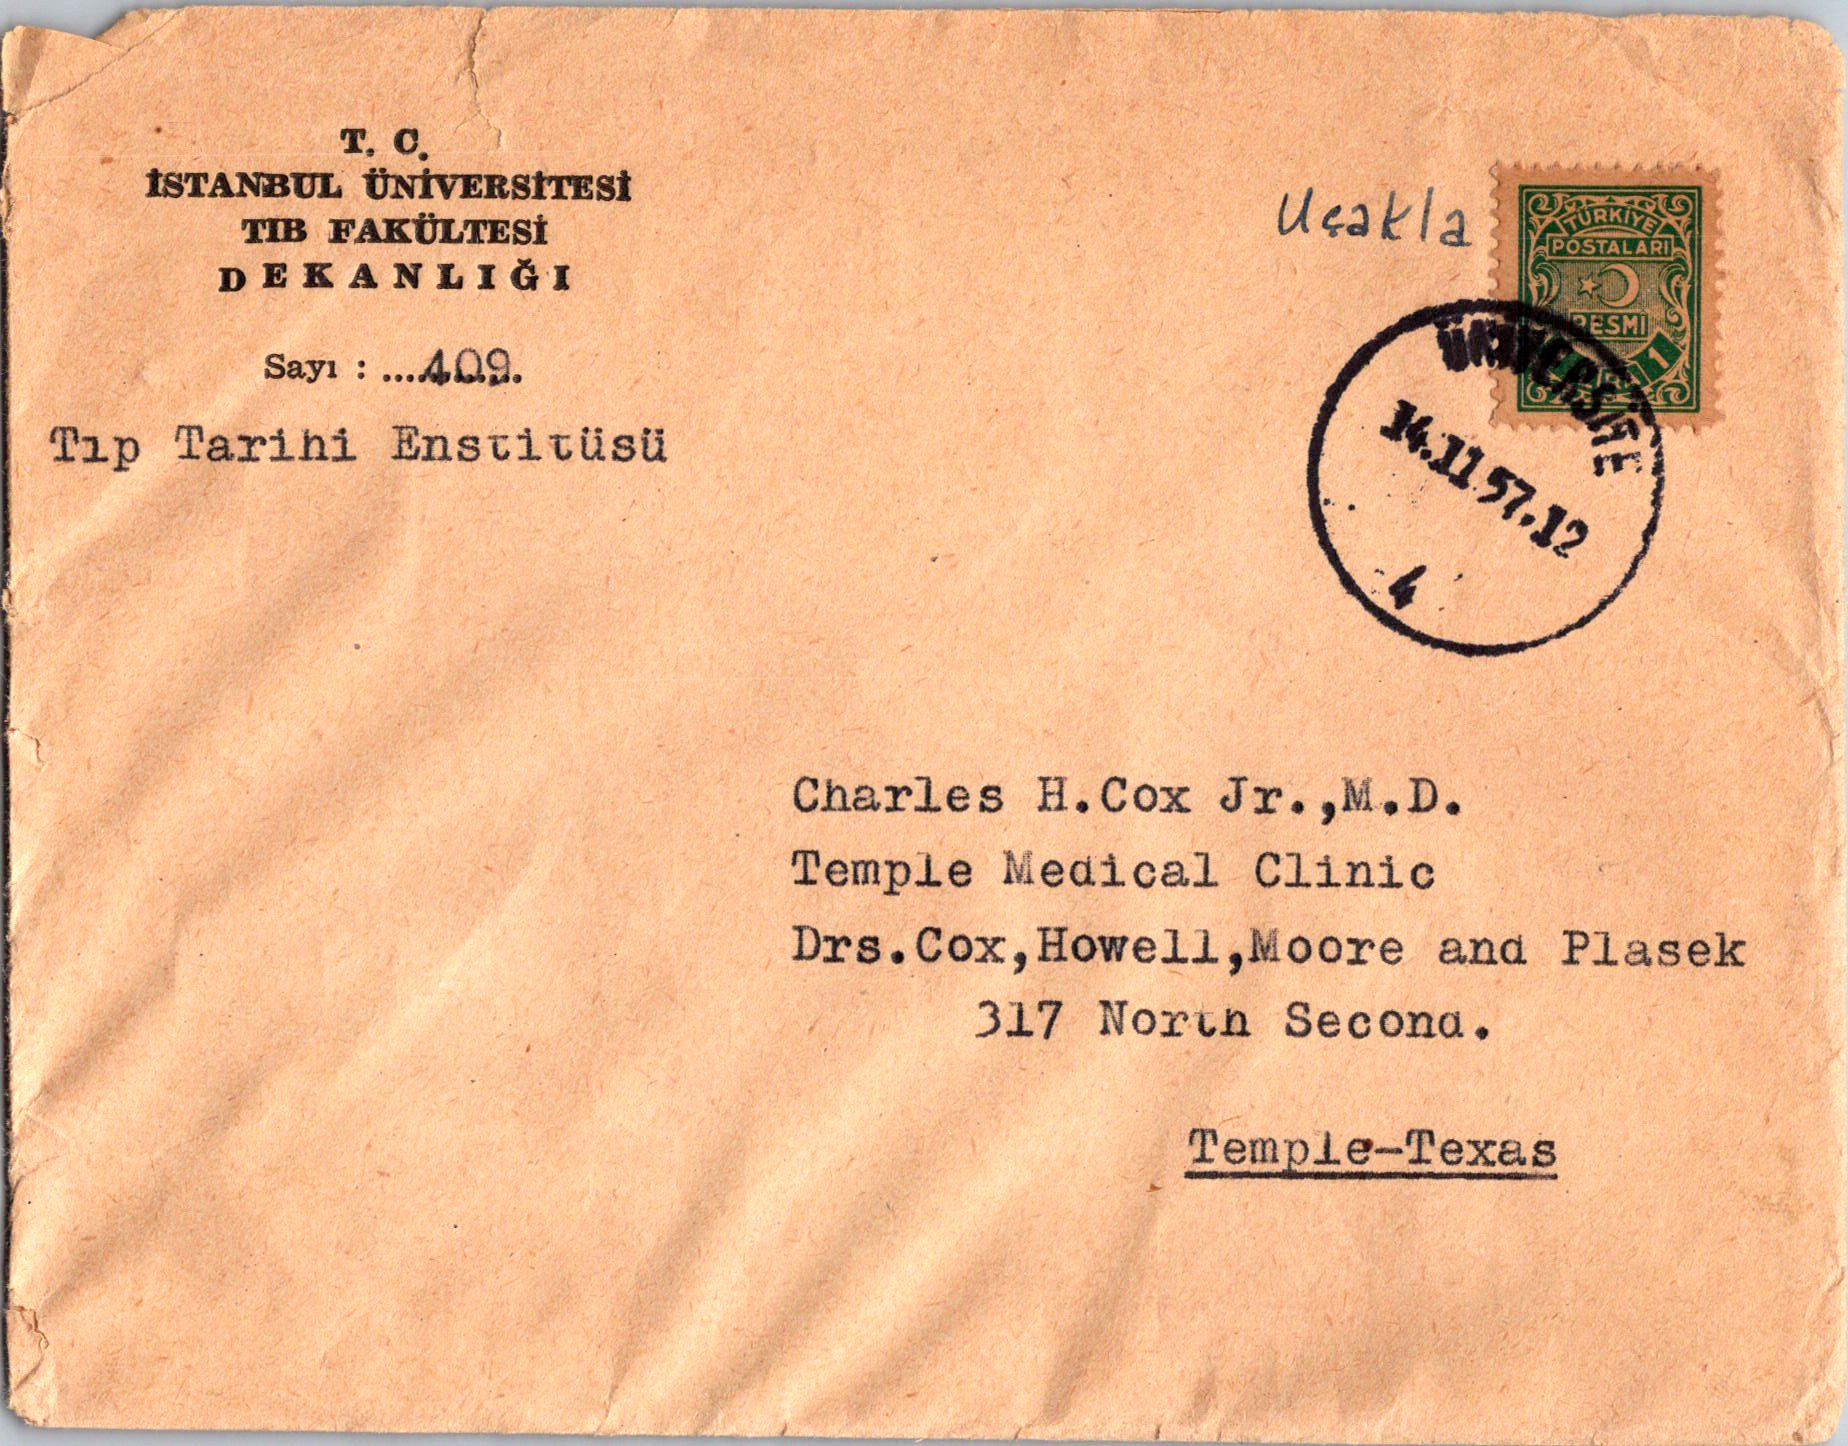 T. C.
İSTANBUL ÜNİVERSİTESİ
TIB FAKÜLTESİ
DEKANLIĞI
Sayı : ....409.
Tıp Tarihi Enstitüsü
Uçakla
TÜRKİYE
POSTALARI
RESMİ
1
ÜNİVERSİTE
14.11.57.12
4
Charles H.Cox Jr.,M.D.
Temple Medical Clinic
Drs.Cox,Howell,Moore and Plasek
317 North Second.
Temple-Texas